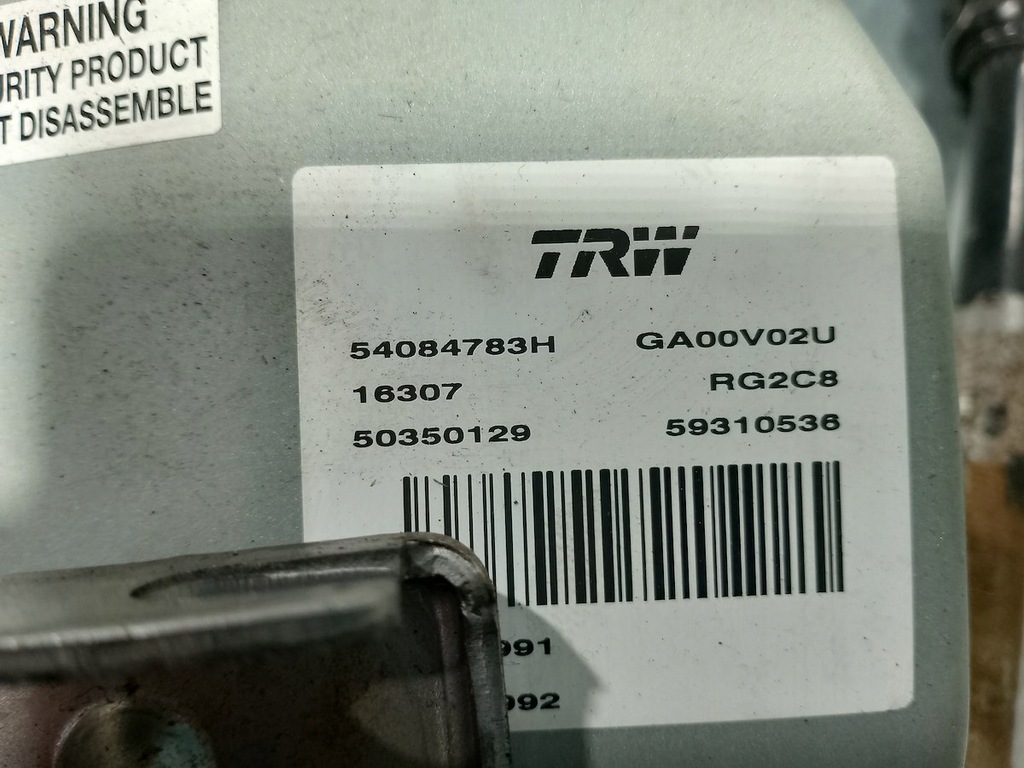 WARNING
URITY PRODUCT
T DISASSEMBLE
TRW
54084783H GA00V02U
16307 RG2C8
50350129 59310536
991
992